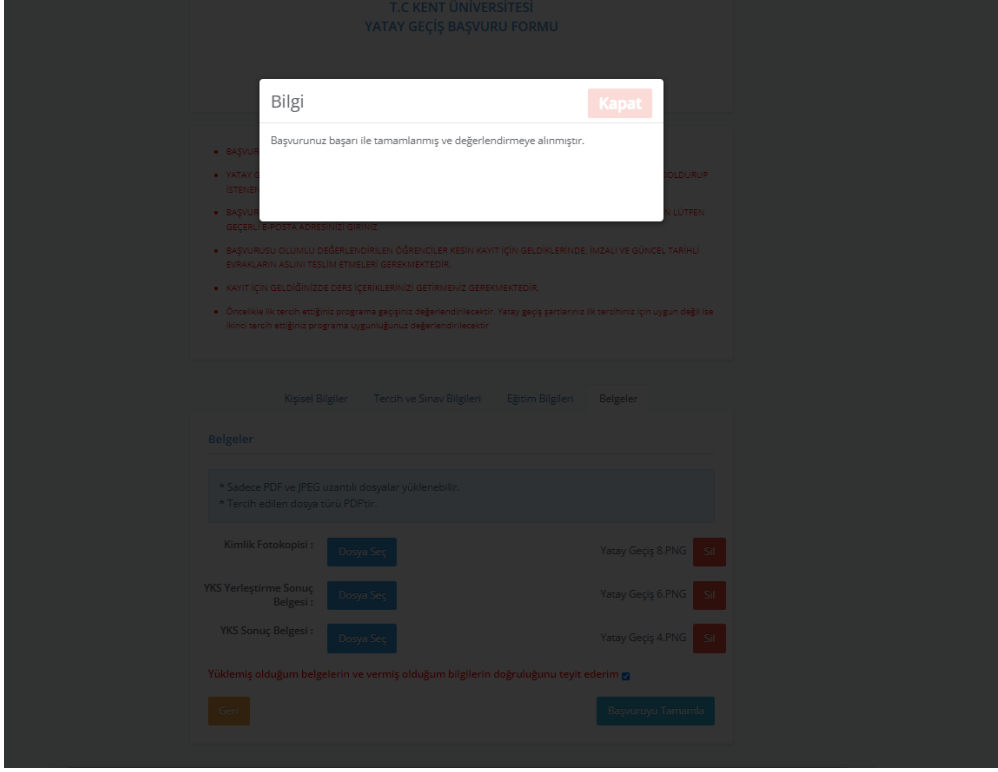 T.C KENT ÜNİVERSİTESİ
YATAY GEÇİŞ BAŞVURU FORMU
Bilgi
Kapat
Başvurunuz başarı ile tamamlanmış ve değerlendirmeye alınmıştır.
BAŞVUR
YATAY G
DOLDURUP
İSTENEN
BAŞVUR
N LÜTFEN
GEÇERLİ E-POSTA ADRESİNİZİ GİRİNİZ.
BAŞVURUSU OLUMLU DEĞERLENDİRİLEN ÖĞRENCİLER KESİN KAYIT İÇİN GELDİKLERİNDE, İMZALI VE GÜNCEL TARİHLİ
EVRAKLARIN ASLINI TESLİM ETMELERİ GEREKMEKTEDİR.
KAYIT İÇİN GELDİĞİNİZDE DERS İÇERİKLERİNİZİ GETİRMENİZ GEREKMEKTEDİR.
Öncelikle ilk tercih ettiğiniz programa geçişiniz değerlendirilecektir. Yatay geçiş şartlarınız ilk tercihiniz için uygun değil ise
ikinci tercih ettiğiniz programa uygunluğunuz değerlendirilecektir
Kişisel Bilgiler Tercih ve Sınav Bilgileri Eğitim Bilgileri Belgeler
Belgeler
* Sadece PDF ve JPEG uzantılı dosyalar yüklenebilir.
* Tercih edilen dosya türü PDF'tir.
Kimlik Fotokopisi : Dosya Seç Yatay Geçiş 8.PNG Sil
YKS Yerleştirme Sonuç
Belgesi : Dosya Seç Yatay Geçiş 6.PNG Sil
YKS Sonuç Belgesi : Dosya Seç Yatay Geçiş 4.PNG Sil
Yüklemiş olduğum belgelerin ve vermiş olduğum bilgilerin doğruluğunu teyit ederim
Geri Başvuruyu Tamamla